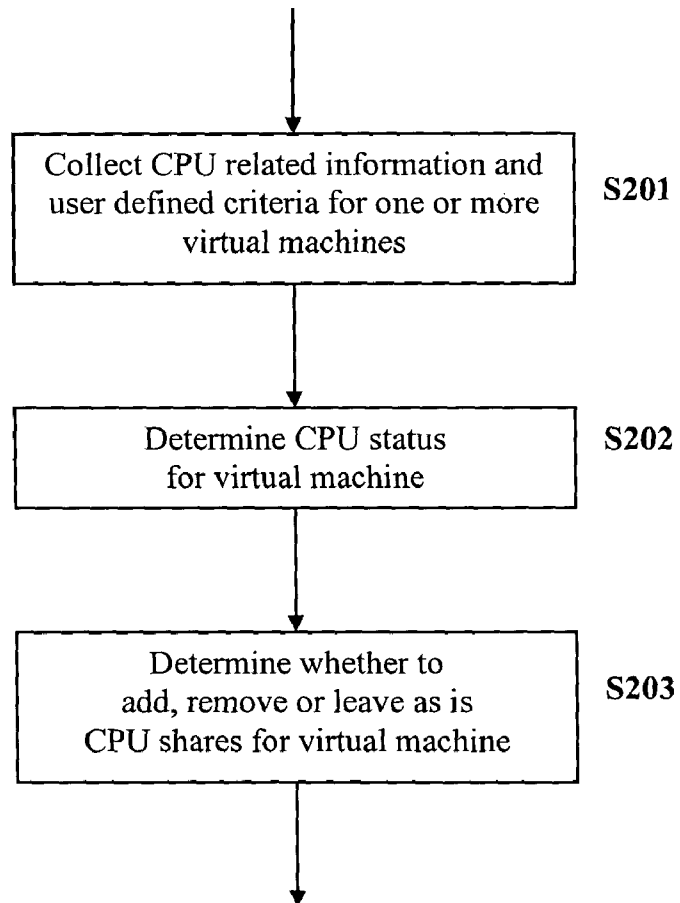 Collect CPU related information and
user defined criteria for one or more
virtual machines
S201
Determine CPU status
for virtual machine
S202
Determine whether to
add, remove or leave as is
CPU shares for virtual machine
S203